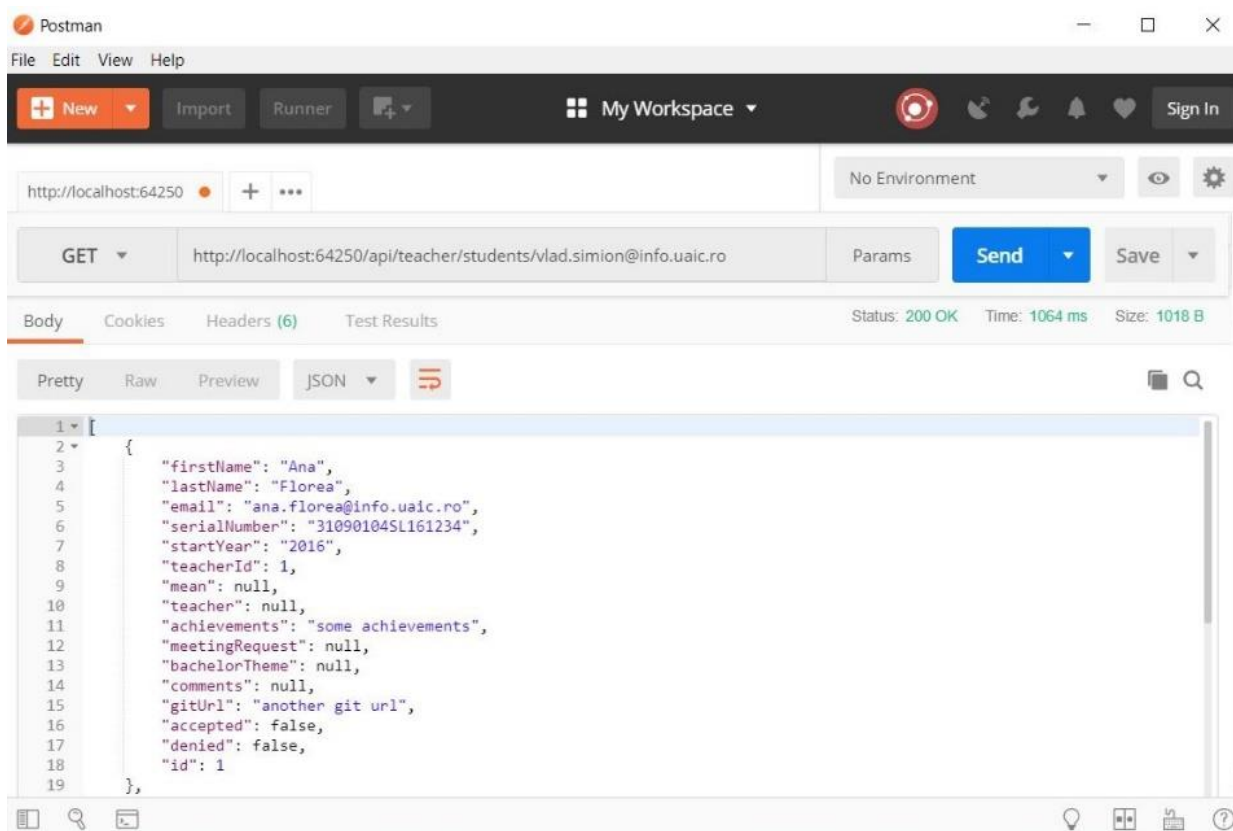 Postman
File Edit View Help
New Import Runner My Workspace Sign In
http://localhost:64250 No Environment
GET http://localhost:64250/api/teacher/students/vlad.simion@info.uaic.ro Params Send Save
Body Cookies Headers (6) Test Results Status: 200 OK Time: 1064 ms Size: 1018 B
Pretty Raw Preview JSON
1 [
2 {
3 "firstName": "Ana",
4 "lastName": "Florea",
5 "email": "ana.florea@info.uaic.ro",
6 "serialNumber": "31090104SL161234",
7 "startYear": "2016",
8 "teacherId": 1,
9 "mean": null,
10 "teacher": null,
11 "achievements": "some achievements",
12 "meetingRequest": null,
13 "bachelorTheme": null,
14 "comments": null,
15 "gitUrl": "another git url",
16 "accepted": false,
17 "denied": false,
18 "id": 1
19 },